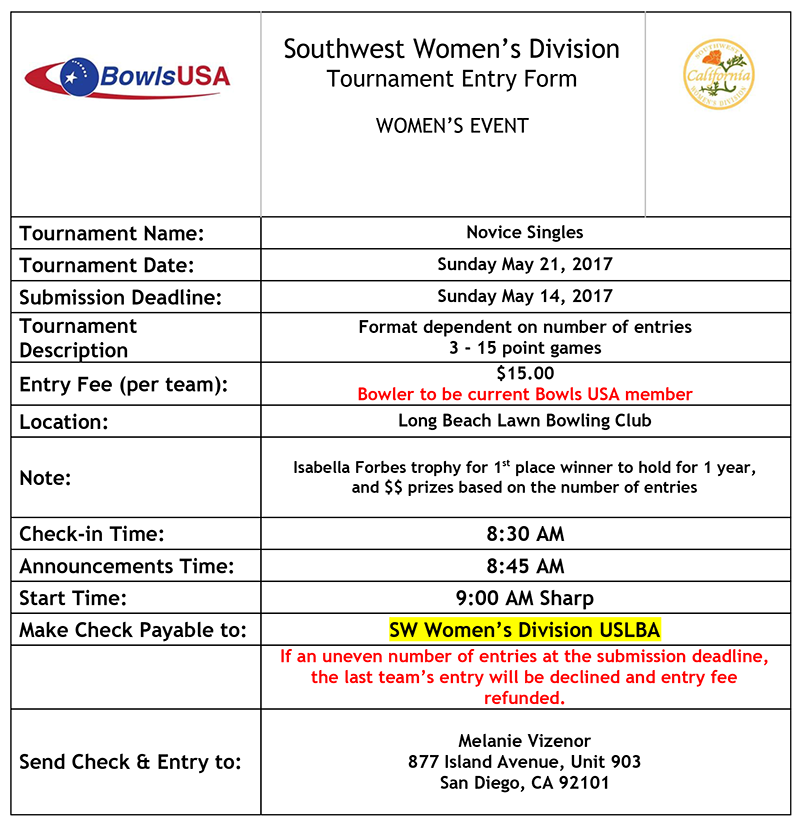 BowlsUSA
Southwest Women's Division
Tournament Entry Form
WOMEN'S EVENT
SOUTHWEST
California
WOMEN'S DIVISION
Tournament Name:
Novice Singles
Tournament Date:
Sunday May 21, 2017
Submission Deadline:
Sunday May 14, 2017
Tournament
Description
Format dependent on number of entries
3 - 15 point games
Entry Fee (per team):
$15.00
Bowler to be current Bowls USA member
Location:
Long Beach Lawn Bowling Club
Note:
Isabella Forbes trophy for 1st place winner to hold for 1 year,
and $$ prizes based on the number of entries
Check-in Time:
8:30 AM
Announcements Time:
8:45 AM
Start Time:
9:00 AM Sharp
Make Check Payable to:
SW Women's Division USLBA
If an uneven number of entries at the submission deadline,
the last team's entry will be declined and entry fee
refunded.
Send Check & Entry to:
Melanie Vizenor
877 Island Avenue, Unit 903
San Diego, CA 92101